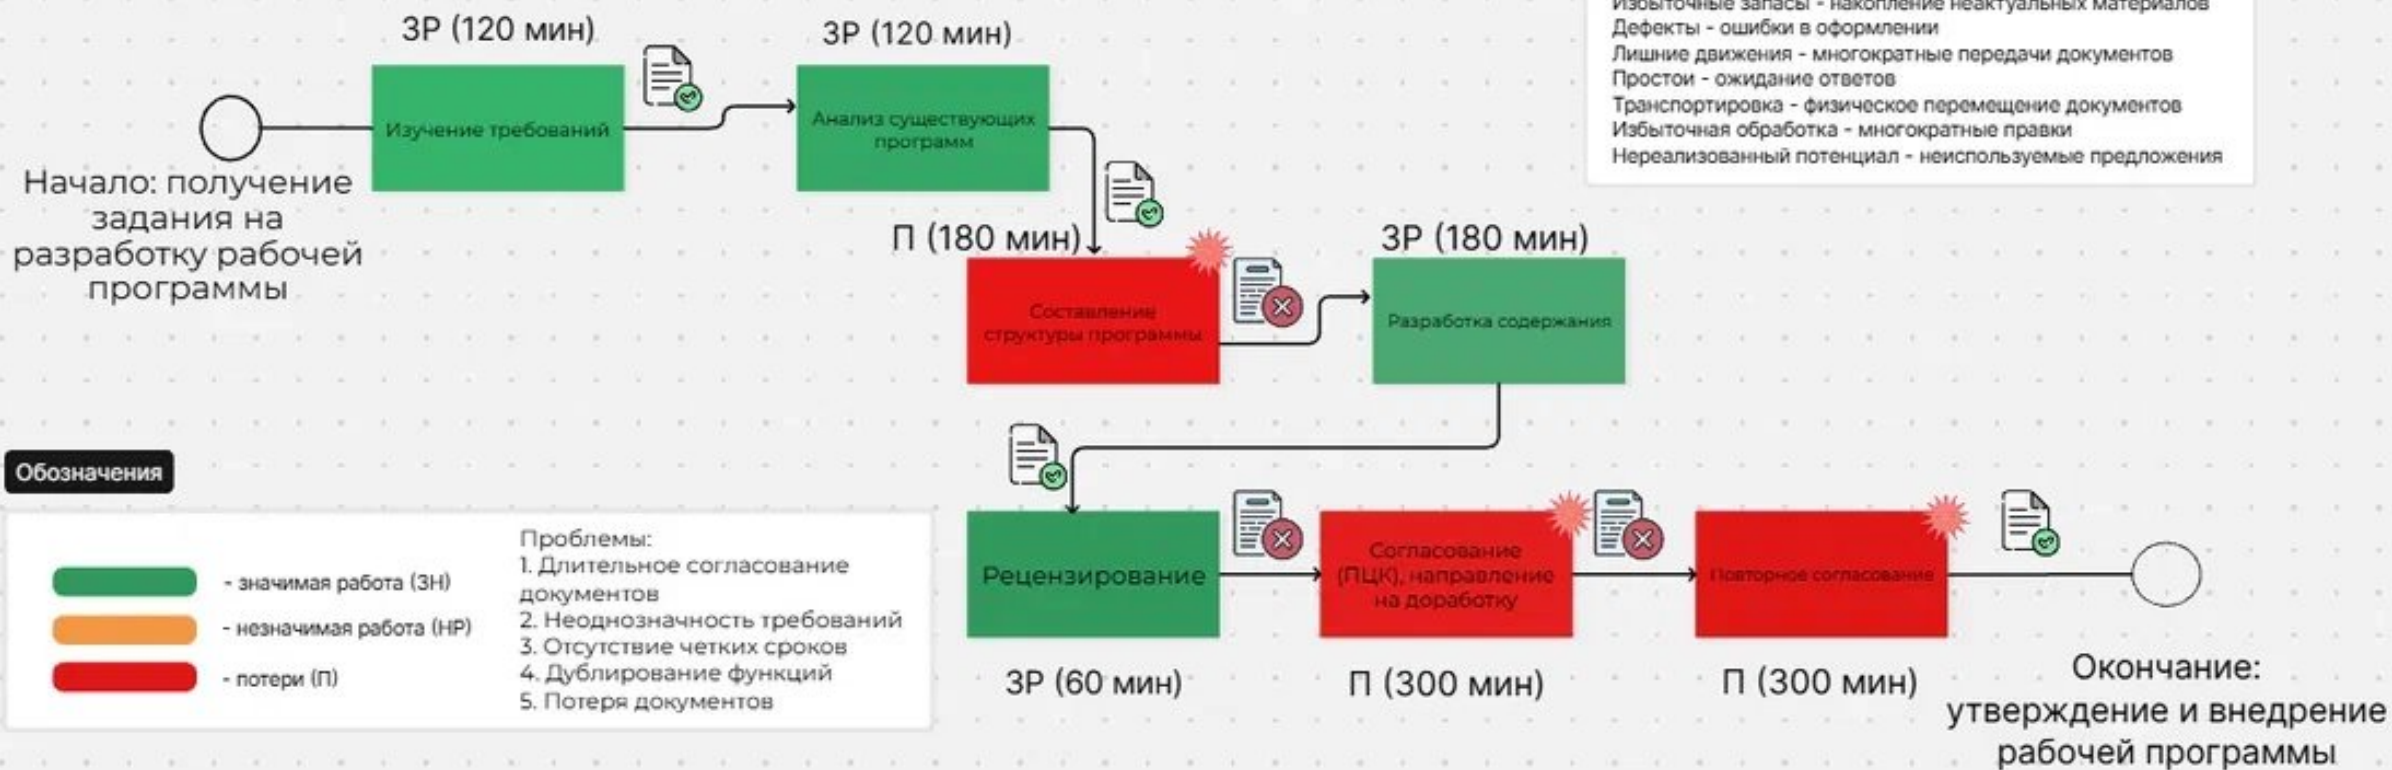 Избыточные запасы - накопление неактуальных материалов
Дефекты - ошибки в оформлении
Лишние движения - многократные передачи документов
Простои - ожидание ответов
Транспортировка - физическое перемещение документов
Избыточная обработка - многократные правки
Нереализованный потенциал - неиспользуемые предложения
ЗР (120 мин)
ЗР (120 мин)
Изучение требований
Анализ существующих
программ
Начало: получение
задания на
разработку рабочей
программы
П (180 мин)
ЗР (180 мин)
Составление
структуры программы
Разработка содержания
Обозначения
- значимая работа (ЗН)
- незначимая работа (НР)
- потери (П)
Проблемы:
1. Длительное согласование
документов
2. Неоднозначность требований
3. Отсутствие четких сроков
4. Дублирование функций
5. Потеря документов
Рецензирование
Согласование
(ПЦК), направление
на доработку
Повторное согласование
ЗР (60 мин)
П (300 мин)
П (300 мин)
Окончание:
утверждение и внедрение
рабочей программы